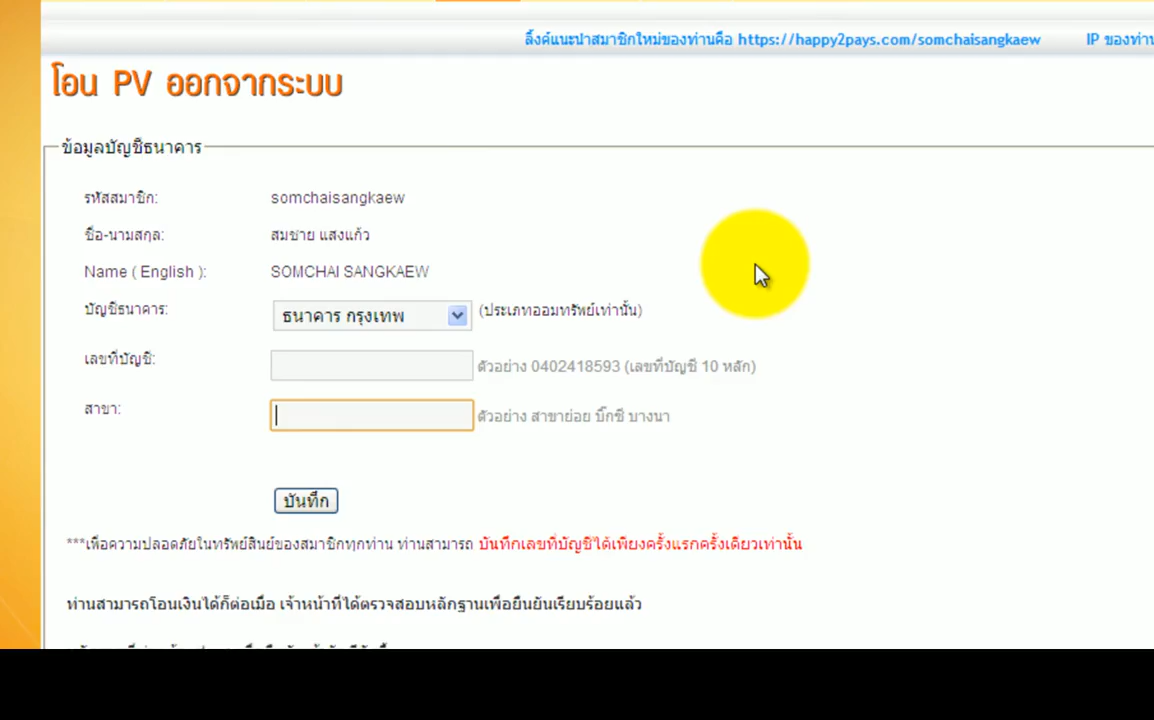 ลิ้งค์แนะนำสมาชิกใหม่ของท่านคือ https://happy2pays.com/somchaisangkaew IP ของท่าน
โอน PV ออกจากระบบ
ข้อมูลบัญชีธนาคาร
รหัสสมาชิก: somchaisangkaew
ชื่อ-นามสกุล: สมชาย แสงแก้ว
Name ( English ): SOMCHAI SANGKAEW
บัญชีธนาคาร: ธนาคาร กรุงเทพ (ประเภทออมทรัพย์เท่านั้น)
เลขที่บัญชี: ตัวอย่าง 0402418593 (เลขที่บัญชี 10 หลัก)
สาขา: ตัวอย่าง สาขาย่อย บิ๊กซี บางนา
บันทึก
***เพื่อความปลอดภัยในทรัพย์สินย์ของสมาชิกทุกท่าน ท่านสามารถ บันทึกเลขที่บัญชีได้เพียงครั้งแรกครั้งเดียวเท่านั้น
ท่านสามารถโอนเงินได้ก็ต่อเมื่อ เจ้าหน้าที่ได้ตรวจสอบหลักฐานเพื่อยืนยันเรียบร้อยแล้ว